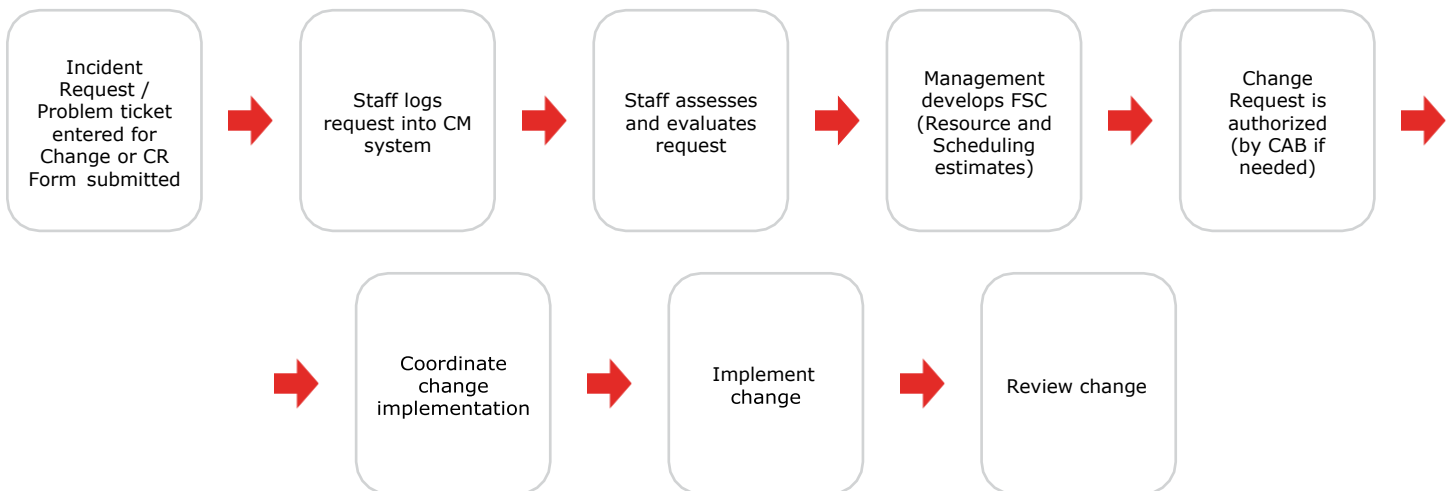 Incident
Request /
Problem ticket
entered for
Change or CR
Form submitted
Staff logs
request into CM
system
Staff assesses
and evaluates
request
Management
develops FSC
(Resource and
Scheduling
estimates)
Change
Request is
authorized
(by CAB if
needed)
Coordinate
change
implementation
Implement
change
Review change